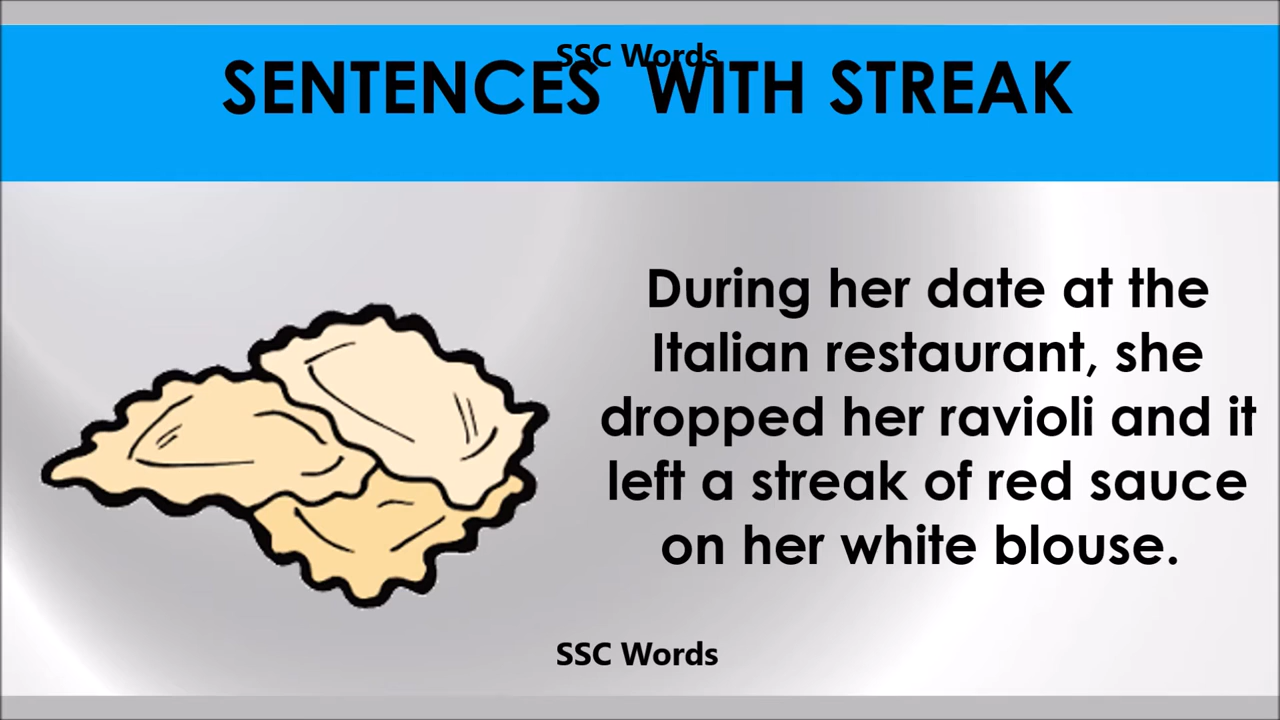 SSC Words
SENTENCES WITH STREAK
During her date at the
Italian restaurant, she
dropped her ravioli and it
left a streak of red sauce
on her white blouse.
SSC Words